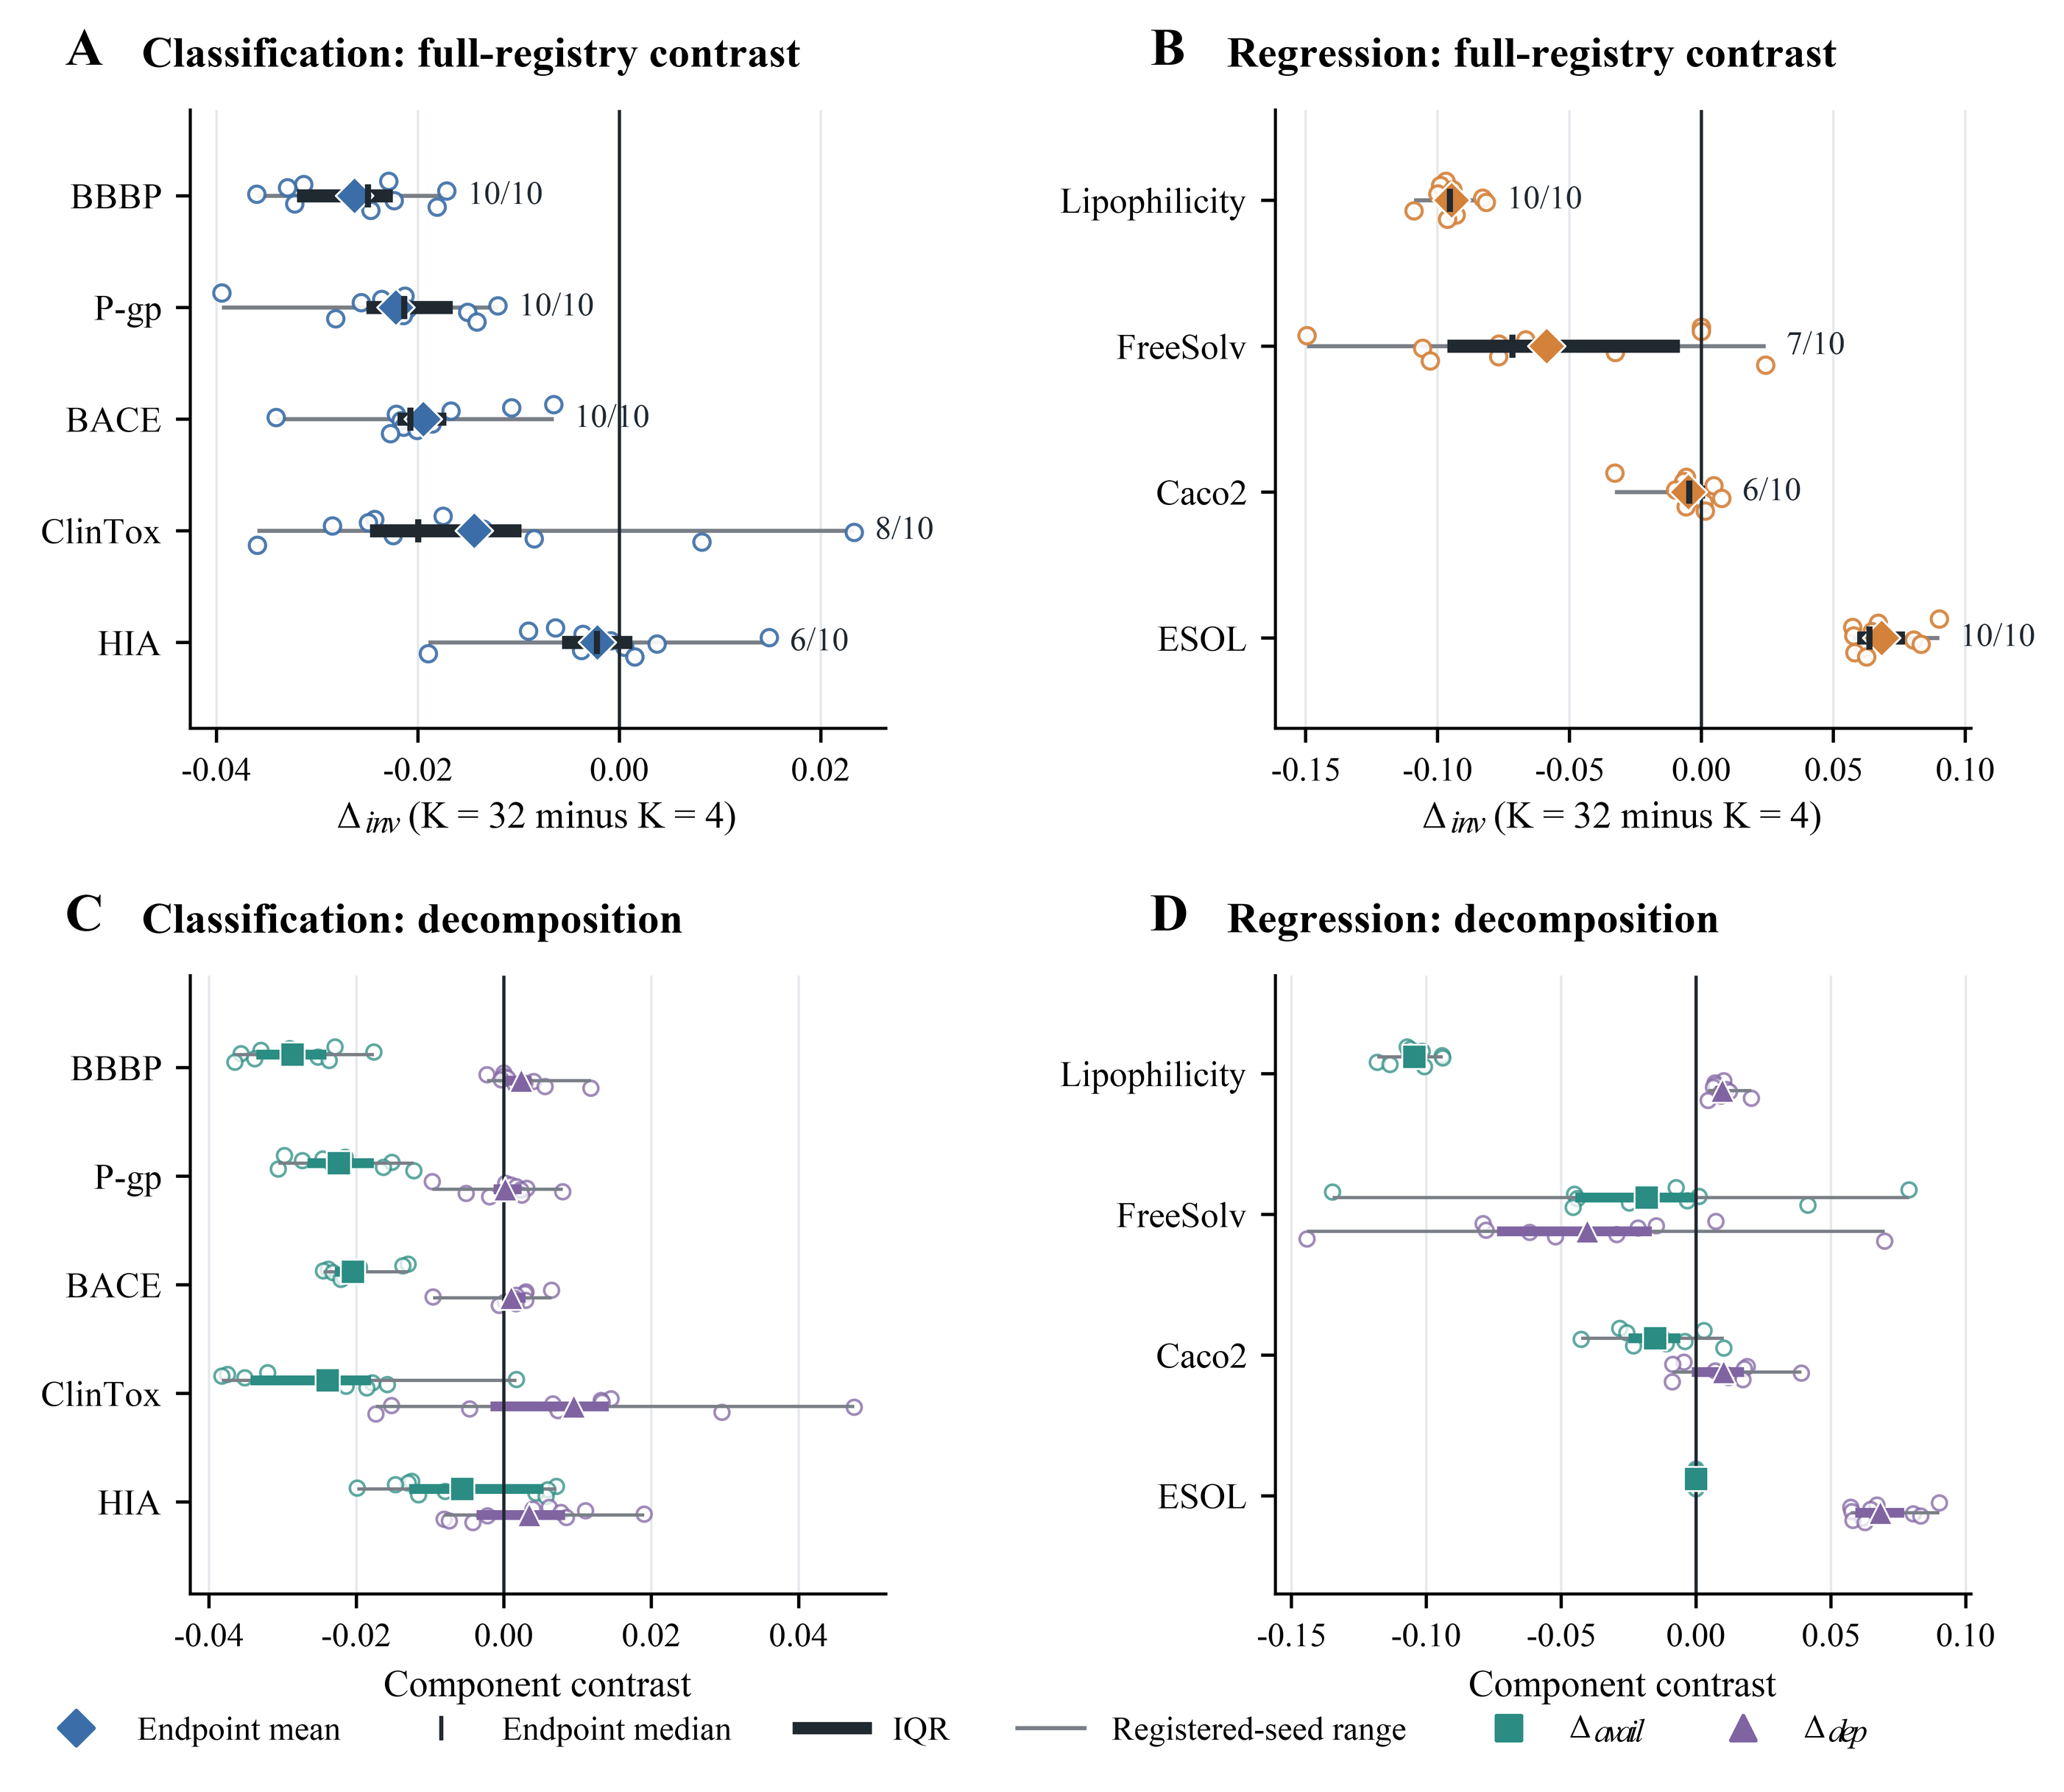 A Classification: full-registry contrast
BBBP
10/10
P-gp
10/10
BACE
10/10
ClinTox
8/10
HIA
6/10
-0.04 -0.02 0.00 0.02
Δinv (K = 32 minus K = 4)
B Regression: full-registry contrast
Lipophilicity
10/10
FreeSolv
7/10
Caco2
6/10
ESOL
10/10
-0.15 -0.10 -0.05 0.00 0.05 0.10
Δinv (K = 32 minus K = 4)
C Classification: decomposition
BBBP
P-gp
BACE
ClinTox
HIA
-0.04 -0.02 0.00 0.02 0.04
Component contrast
D Regression: decomposition
Lipophilicity
FreeSolv
Caco2
ESOL
-0.15 -0.10 -0.05 0.00 0.05 0.10
Component contrast
Endpoint mean Endpoint median IQR Registered-seed range Δavail Δdep